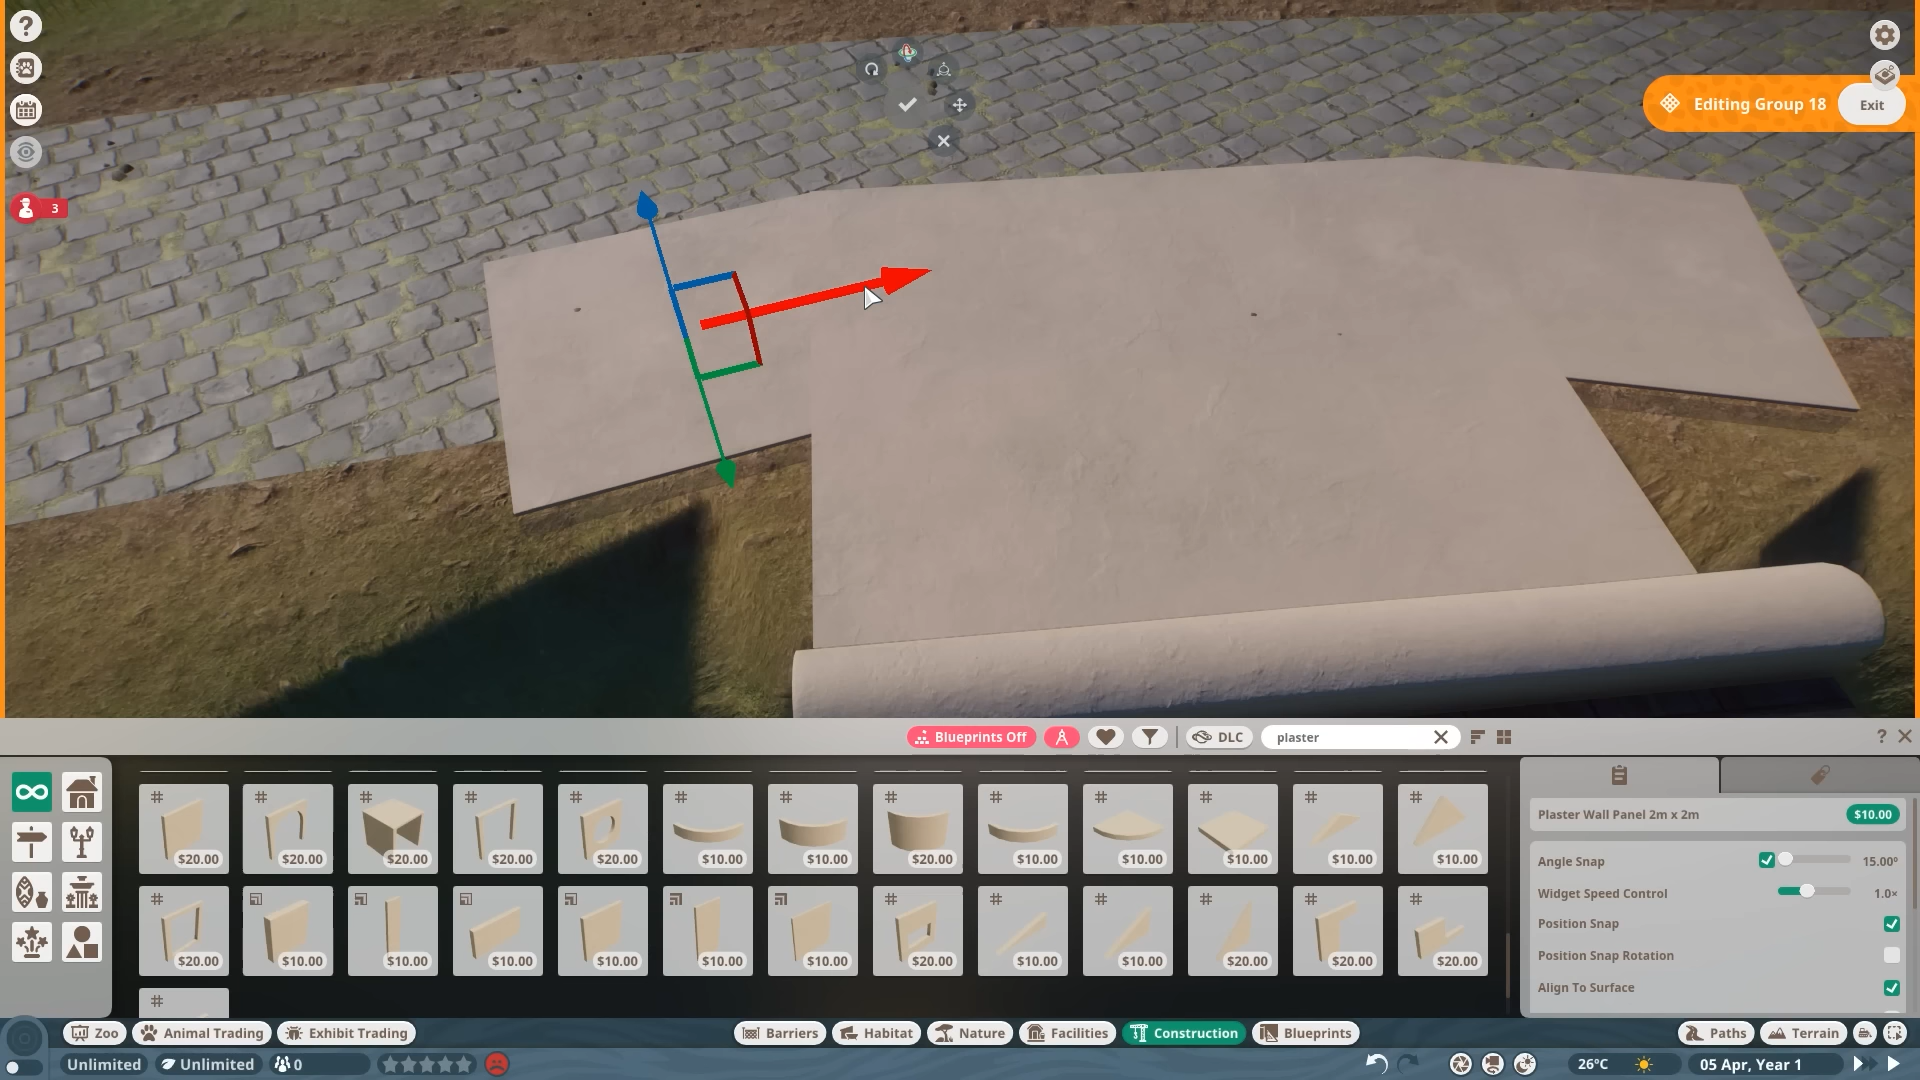 Editing Group 18
Exit
3
Blueprints Off
DLC
plaster
?
$20.00 $20.00 $20.00 $20.00 $20.00 $10.00 $10.00 $20.00 $10.00 $10.00 $10.00 $10.00 $10.00
$20.00 $10.00 $10.00 $10.00 $10.00 $10.00 $10.00 $20.00 $10.00 $10.00 $20.00 $20.00 $20.00
Plaster Wall Panel 2m x 2m $10.00
Angle Snap 15.00°
Widget Speed Control 1.0×
Position Snap
Position Snap Rotation
Align To Surface
Zoo Animal Trading Exhibit Trading Barriers Habitat Nature Facilities Construction Blueprints Paths Terrain
Unlimited Unlimited 0 26°C 05 Apr, Year 1